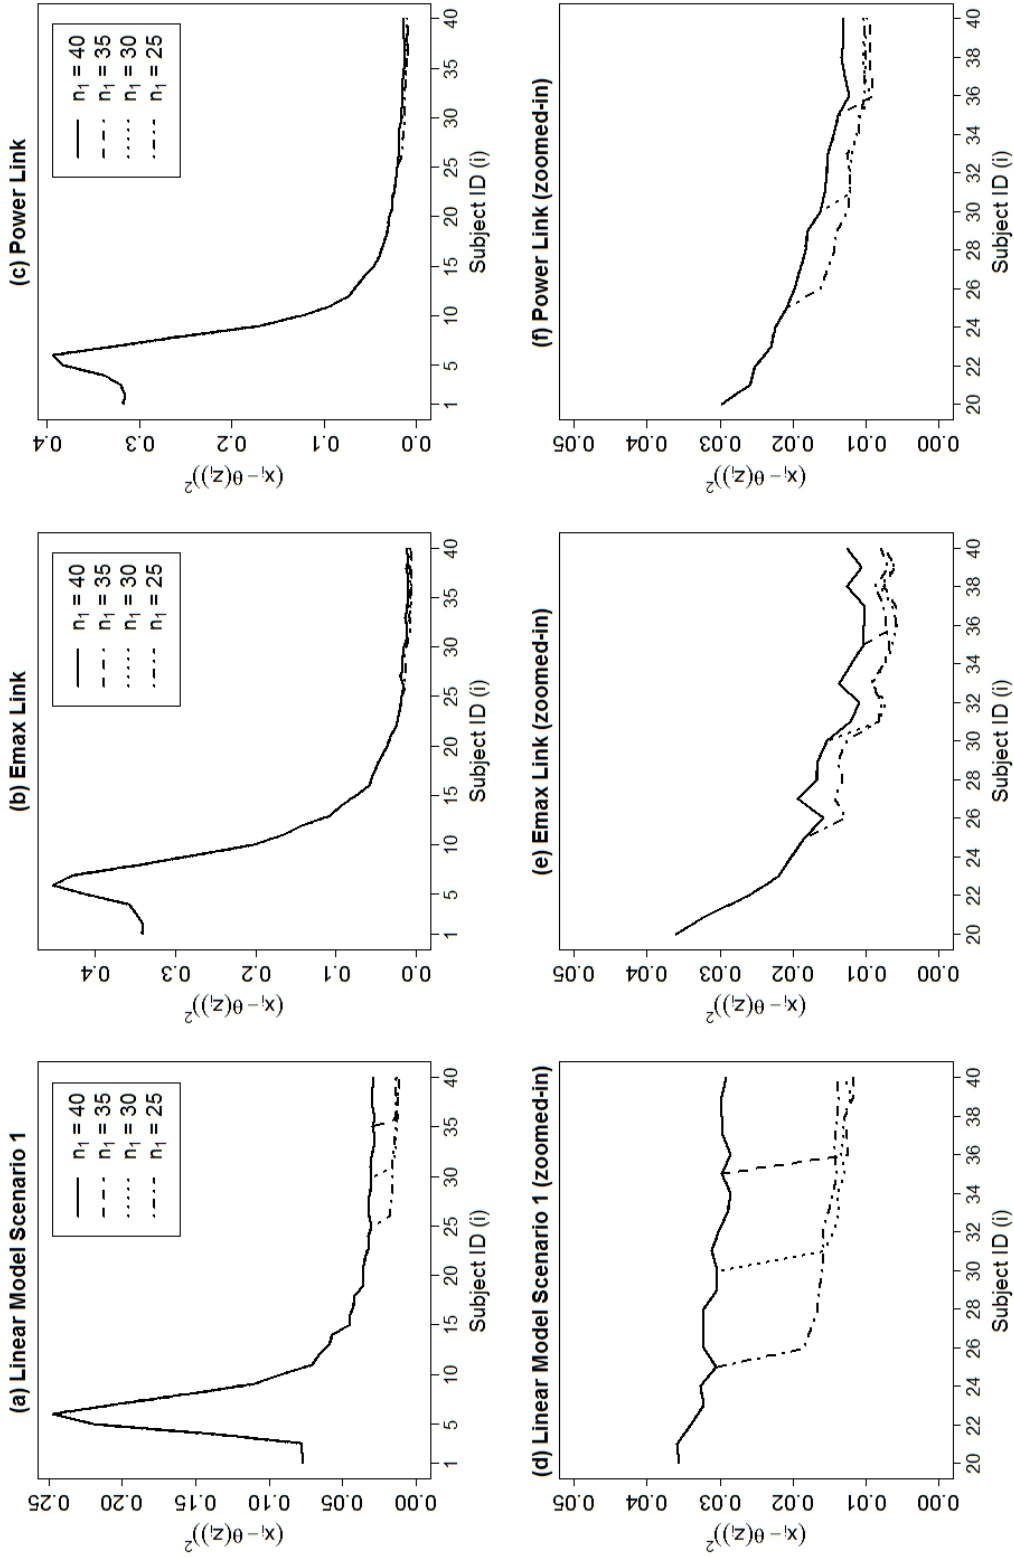 (a) Linear Model Scenario 1
(xᵢ − θ(zᵢ))²
0.25
0.20
0.15
0.10
0.05
0.00
n₁ = 40
n₁ = 35
n₁ = 30
n₁ = 25
1 5 10 15 20 25 30 35 40
Subject ID (i)
(b) Emax Link
(xᵢ − θ(zᵢ))²
0.4
0.3
0.2
0.1
0.0
n₁ = 40
n₁ = 35
n₁ = 30
n₁ = 25
1 5 10 15 20 25 30 35 40
Subject ID (i)
(c) Power Link
(xᵢ − θ(zᵢ))²
0.4
0.3
0.2
0.1
0.0
n₁ = 40
n₁ = 35
n₁ = 30
n₁ = 25
1 5 10 15 20 25 30 35 40
Subject ID (i)
(d) Linear Model Scenario 1 (zoomed-in)
(xᵢ − θ(zᵢ))²
0.05
0.04
0.03
0.02
0.01
0.00
20 22 24 26 28 30 32 34 36 38 40
Subject ID (i)
(e) Emax Link (zoomed-in)
(xᵢ − θ(zᵢ))²
0.05
0.04
0.03
0.02
0.01
0.00
20 22 24 26 28 30 32 34 36 38 40
Subject ID (i)
(f) Power Link (zoomed-in)
(xᵢ − θ(zᵢ))²
0.05
0.04
0.03
0.02
0.01
0.00
20 22 24 26 28 30 32 34 36 38 40
Subject ID (i)